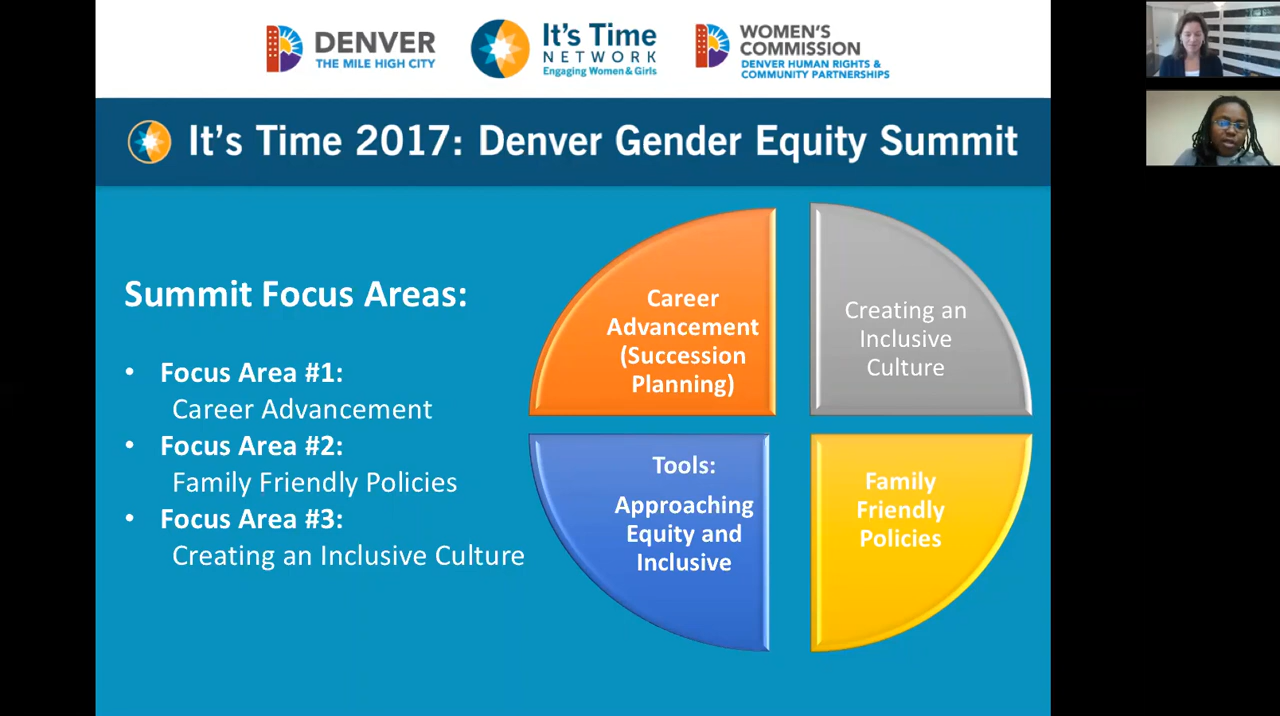 DENVER
THE MILE HIGH CITY
It's Time
NETWORK
Engaging Women & Girls
WOMEN'S
COMMISSION
DENVER HUMAN RIGHTS &
COMMUNITY PARTNERSHIPS
It's Time 2017: Denver Gender Equity Summit
Summit Focus Areas:
• Focus Area #1:
Career Advancement
• Focus Area #2:
Family Friendly Policies
• Focus Area #3:
Creating an Inclusive Culture
Career
Advancement
(Succession
Planning)
Creating an
Inclusive
Culture
Tools:
Approaching
Equity and
Inclusive
Family
Friendly
Policies